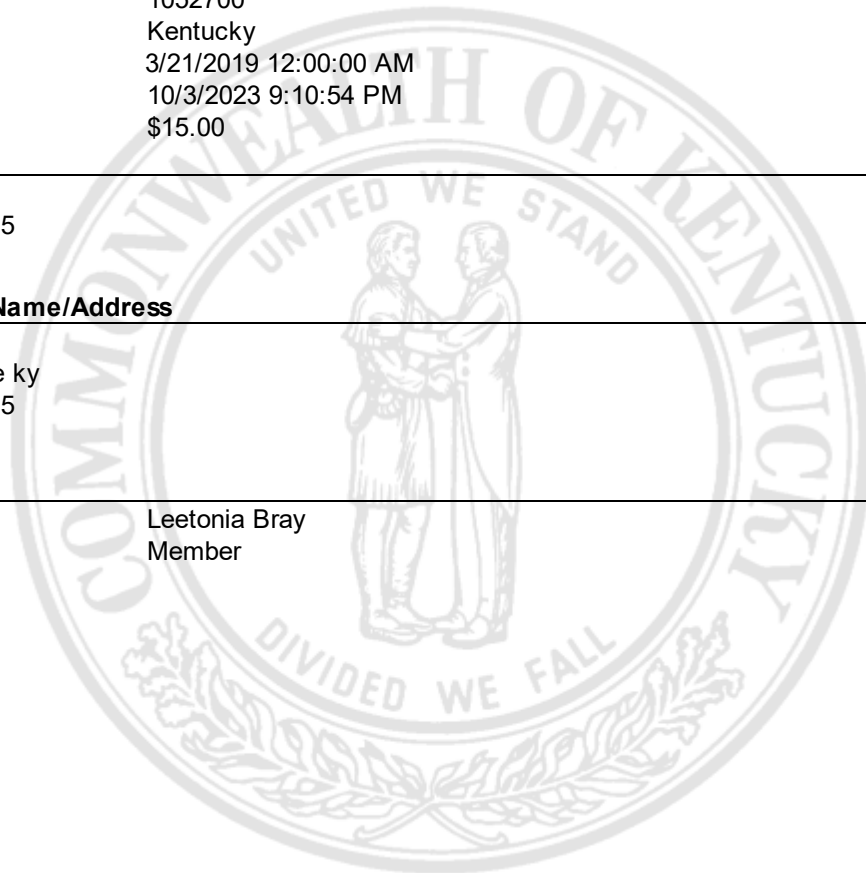 1052700
Kentucky
3/21/2019 12:00:00 AM
10/3/2023 9:10:54 PM
$15.00
5
Name/Address
e ky
5
Leetonia Bray
Member
COMMONWEALTH OF KENTUCKY
UNITED WE STAND
DIVIDED WE FALL